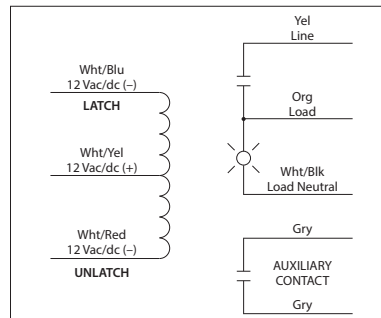 Yel
Line
Wht/Blu
12 Vac/dc (–)
LATCH
Org
Load
Wht/Yel
12 Vac/dc (+)
Wht/Blk
Load Neutral
Wht/Red
12 Vac/dc (–)
UNLATCH
Gry
AUXILIARY
CONTACT
Gry